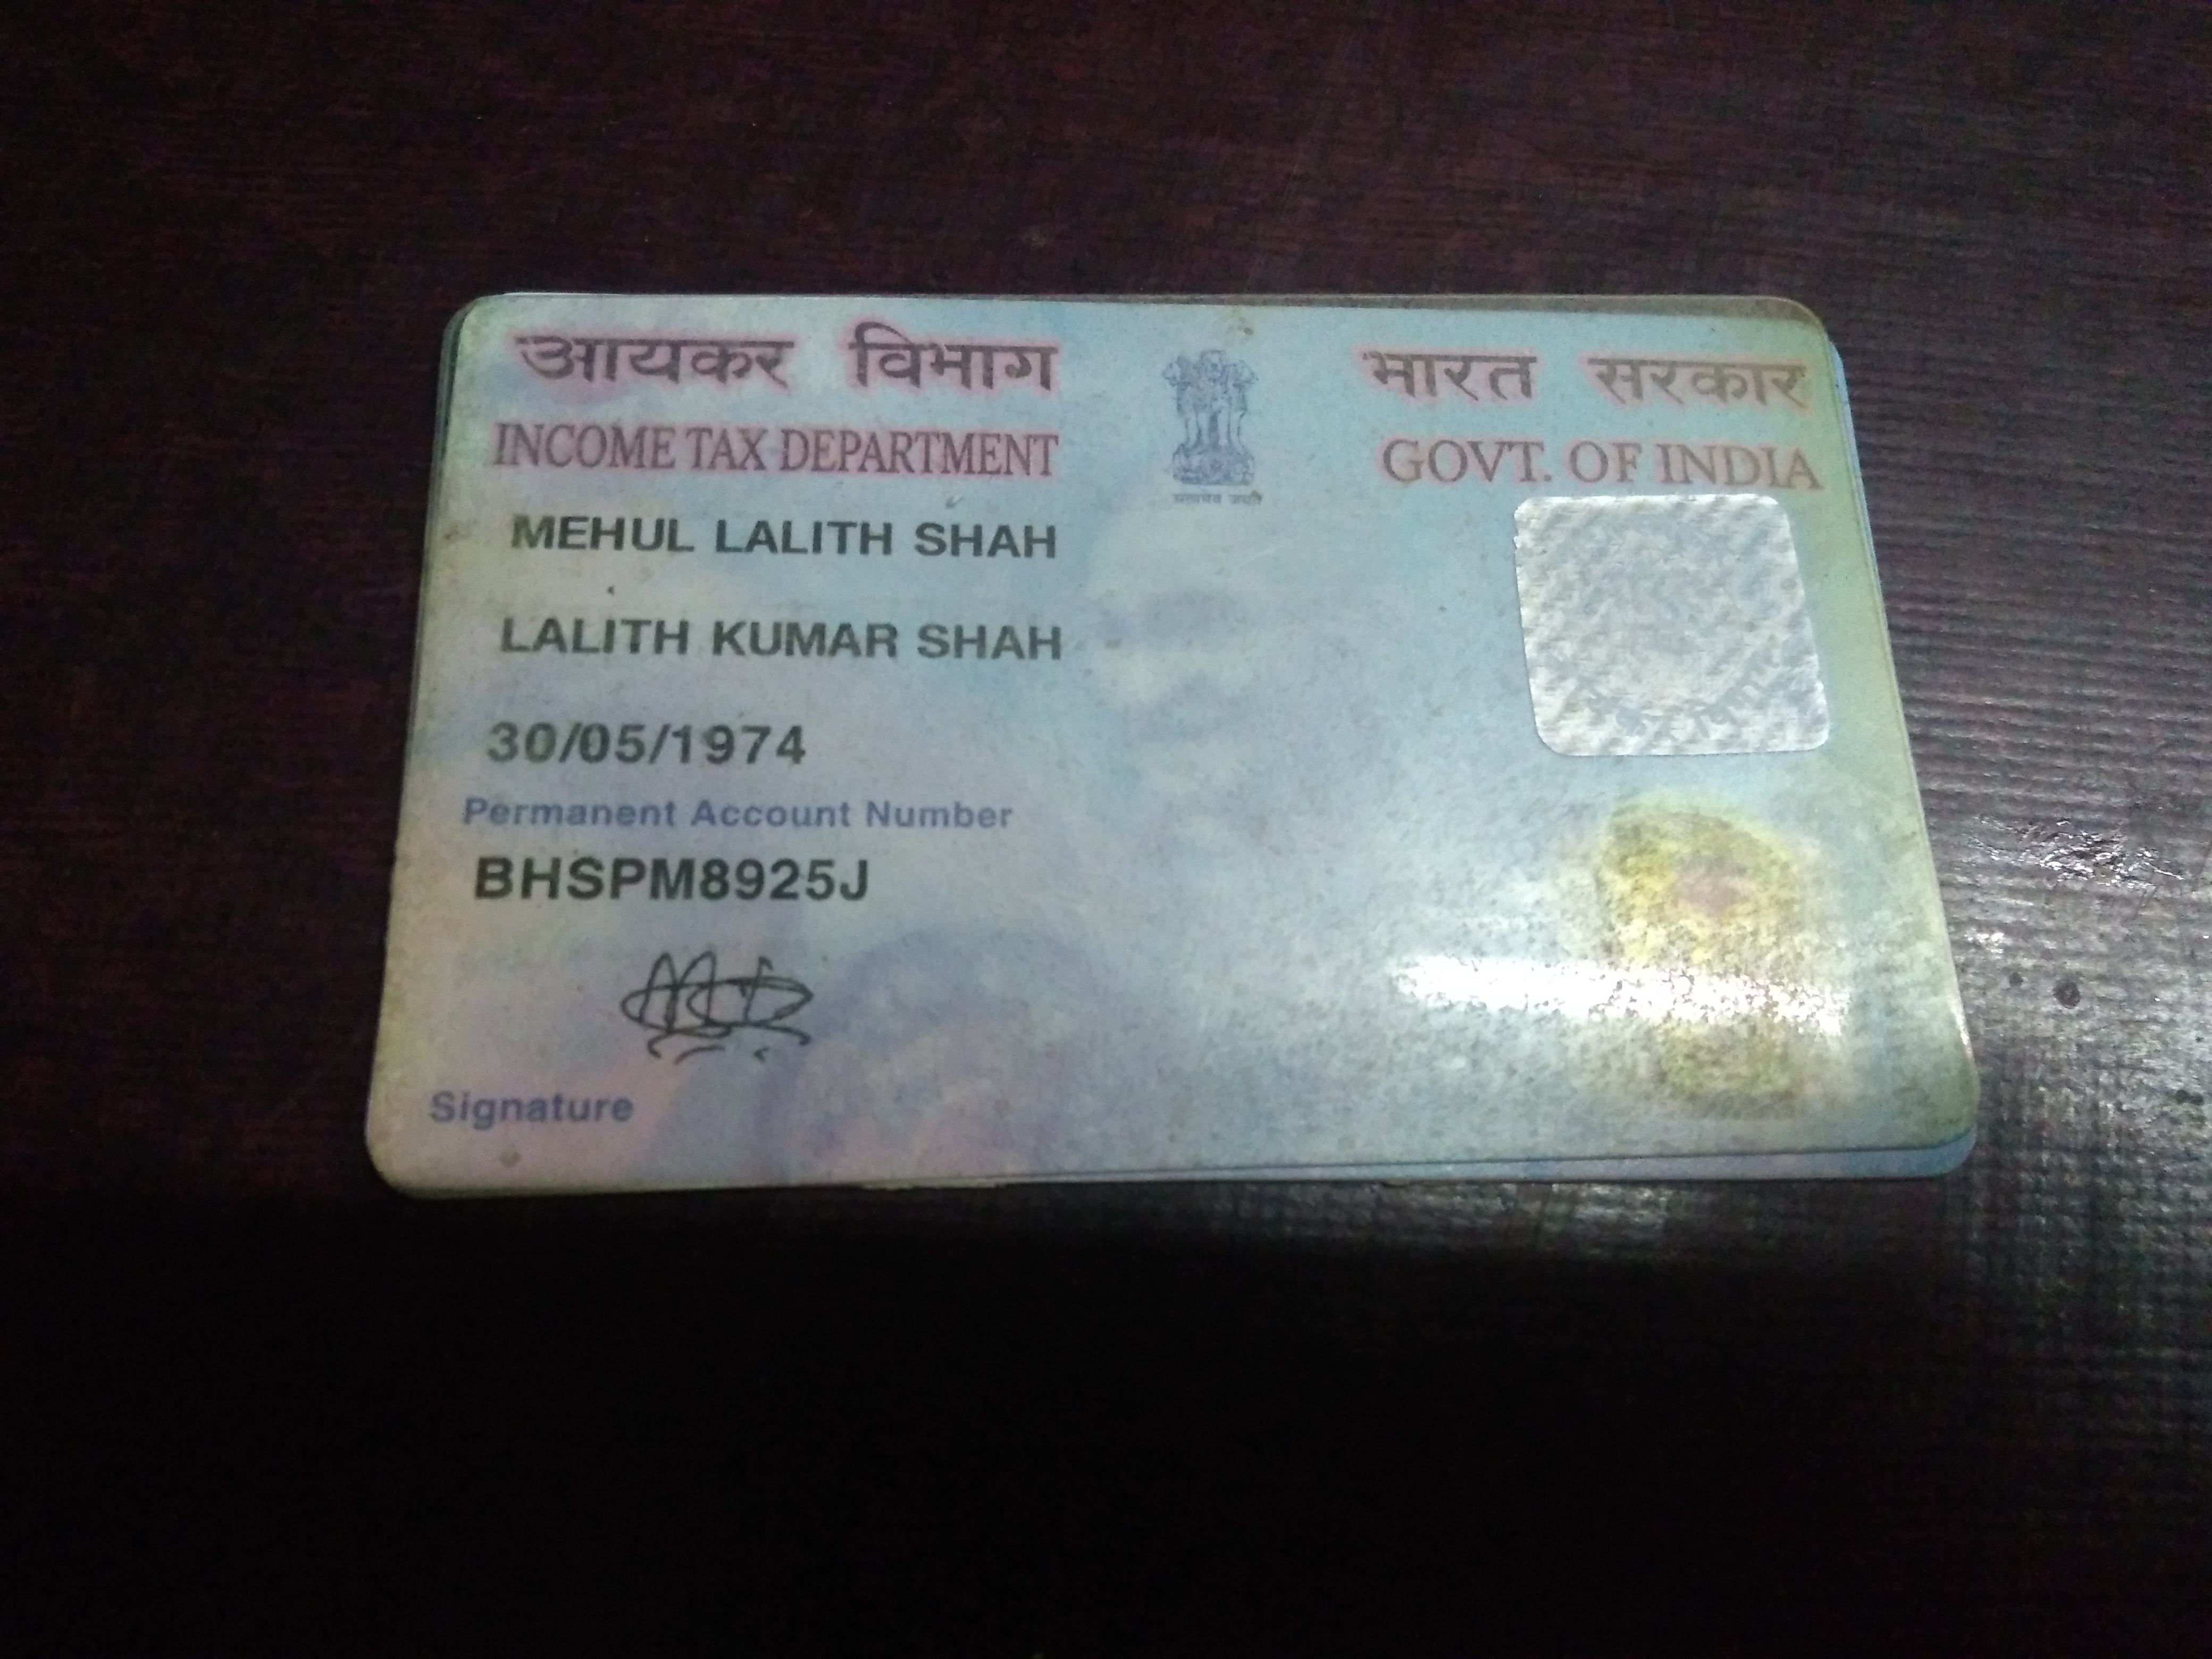 आयकर विभाग
INCOME TAX DEPARTMENT
भारत सरकार
GOVT. OF INDIA
सत्यमेव जयते
MEHUL LALITH SHAH
LALITH KUMAR SHAH
30/05/1974
Permanent Account Number
BHSPM8925J
Signature